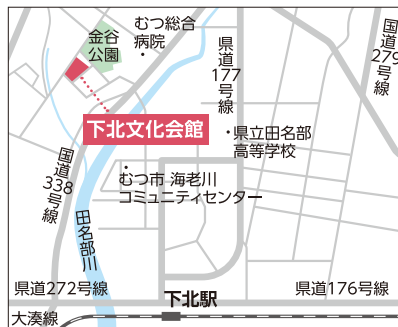 金谷
公園
むつ総合
病院
県道177号線
国道279号線
下北文化会館
県立田名部
高等学校
国道338号線
むつ市 海老川
コミュニティセンター
田名部川
県道272号線
下北駅
県道176号線
大湊線